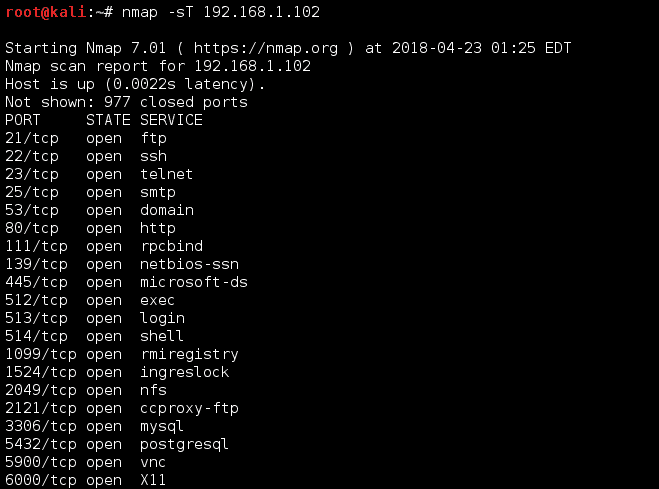 root@kali:~# nmap -sT 192.168.1.102
Starting Nmap 7.01 ( https://nmap.org ) at 2018-04-23 01:25 EDT
Nmap scan report for 192.168.1.102
Host is up (0.0022s latency).
Not shown: 977 closed ports
PORT     STATE SERVICE
21/tcp   open  ftp
22/tcp   open  ssh
23/tcp   open  telnet
25/tcp   open  smtp
53/tcp   open  domain
80/tcp   open  http
111/tcp  open  rpcbind
139/tcp  open  netbios-ssn
445/tcp  open  microsoft-ds
512/tcp  open  exec
513/tcp  open  login
514/tcp  open  shell
1099/tcp open  rmiregistry
1524/tcp open  ingreslock
2049/tcp open  nfs
2121/tcp open  ccproxy-ftp
3306/tcp open  mysql
5432/tcp open  postgresql
5900/tcp open  vnc
6000/tcp open  X11